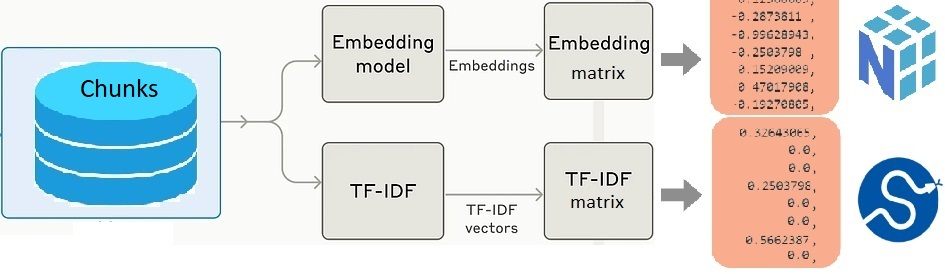 Chunks
Embedding
model
Embeddings
Embedding
matrix
-0.2873811 ,
-0.99628943,
-0.2503798 ,
0.15209009,
0 47017908,
-0.19270805,
N
TF-IDF
TF-IDF
vectors
TF-IDF
matrix
0.32643065,
0.0,
0.0,
0.2503798,
0.0,
0.0,
0.5662387,
0.0,